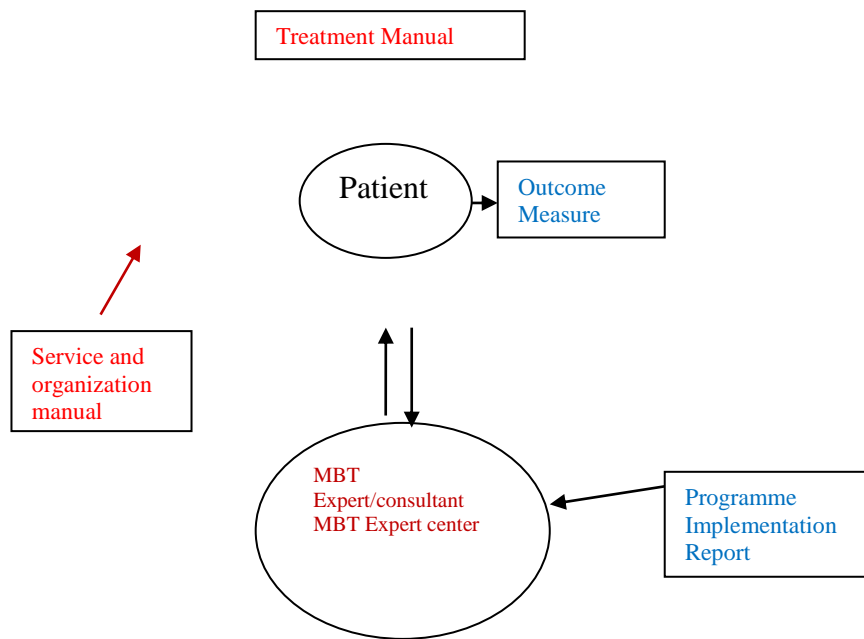 Treatment Manual
Patient
Outcome
Measure
Service and
organization
manual
MBT
Expert/consultant
MBT Expert center
Programme
Implementation
Report